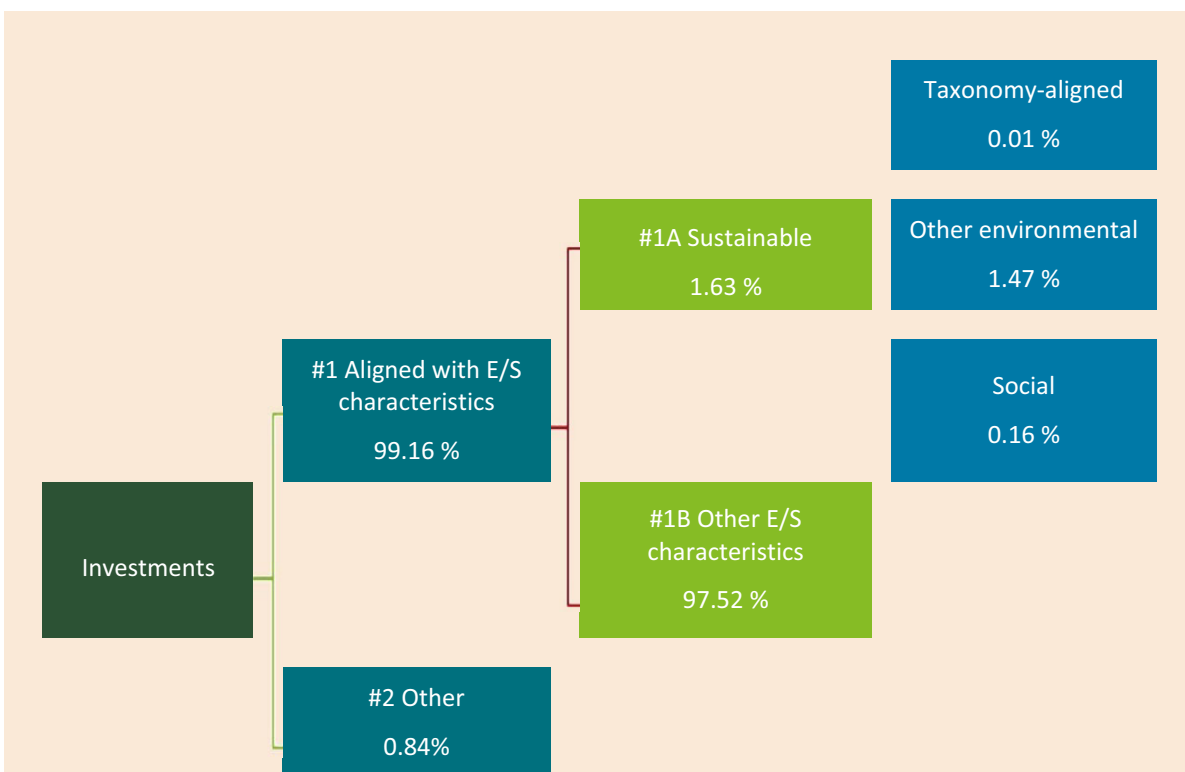 Taxonomy-aligned
0.01 %
#1A Sustainable
1.63 %
Other environmental
1.47 %
#1 Aligned with E/S
characteristics
99.16 %
Social
0.16 %
Investments
#1B Other E/S
characteristics
97.52 %
#2 Other
0.84%